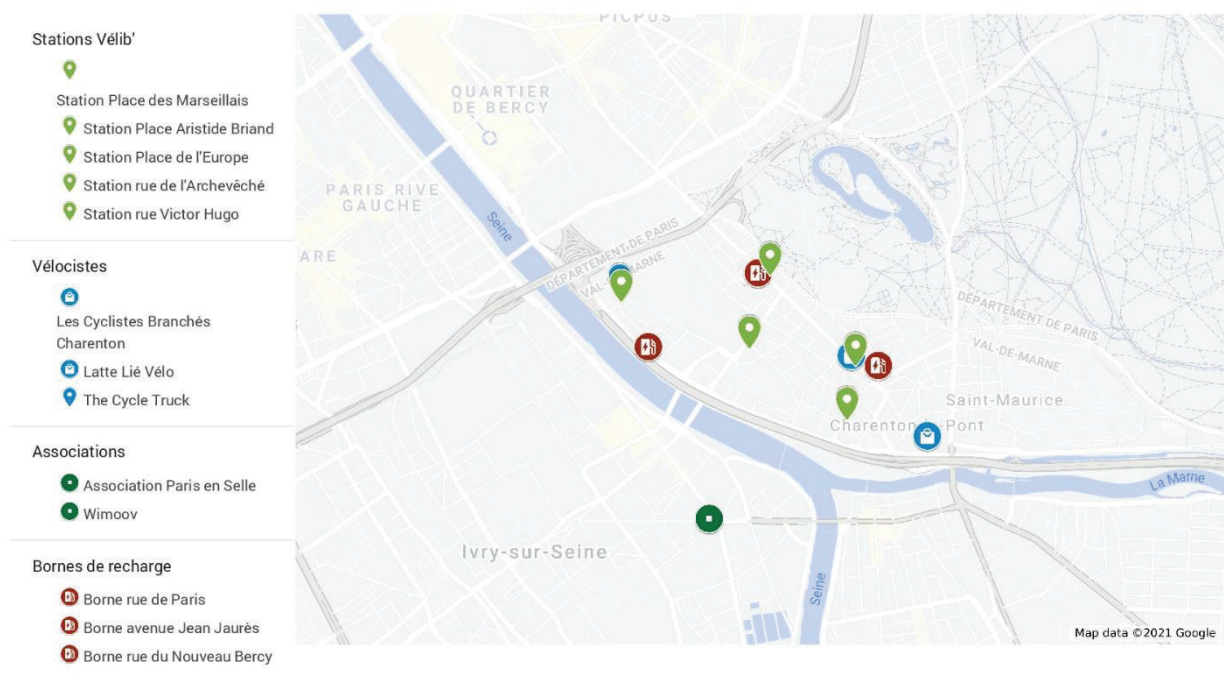 Stations Vélib'
Station Place des Marseillais
Station Place Aristide Briand
Station Place de l'Europe
Station rue de l'Archevêché
Station rue Victor Hugo
Vélocistes
Les Cyclistes Branchés
Charenton
Latte Lié Vélo
The Cycle Truck
Associations
Association Paris en Selle
Wimoov
Bornes de recharge
Borne rue de Paris
Borne avenue Jean Jaurès
Borne rue du Nouveau Bercy
PICPUS
QUARTIER
DE BERCY
PARIS RIVE
GAUCHE
ARE
Seine
DÉPARTEMENT DE PARIS
VAL-DE-MARNE
DÉPARTEMENT DE PARIS
VAL-DE-MARNE
Saint-Maurice
Charenton-le-Pont
La Marne
Ivry-sur-Seine
Seine
Map data ©2021 Google